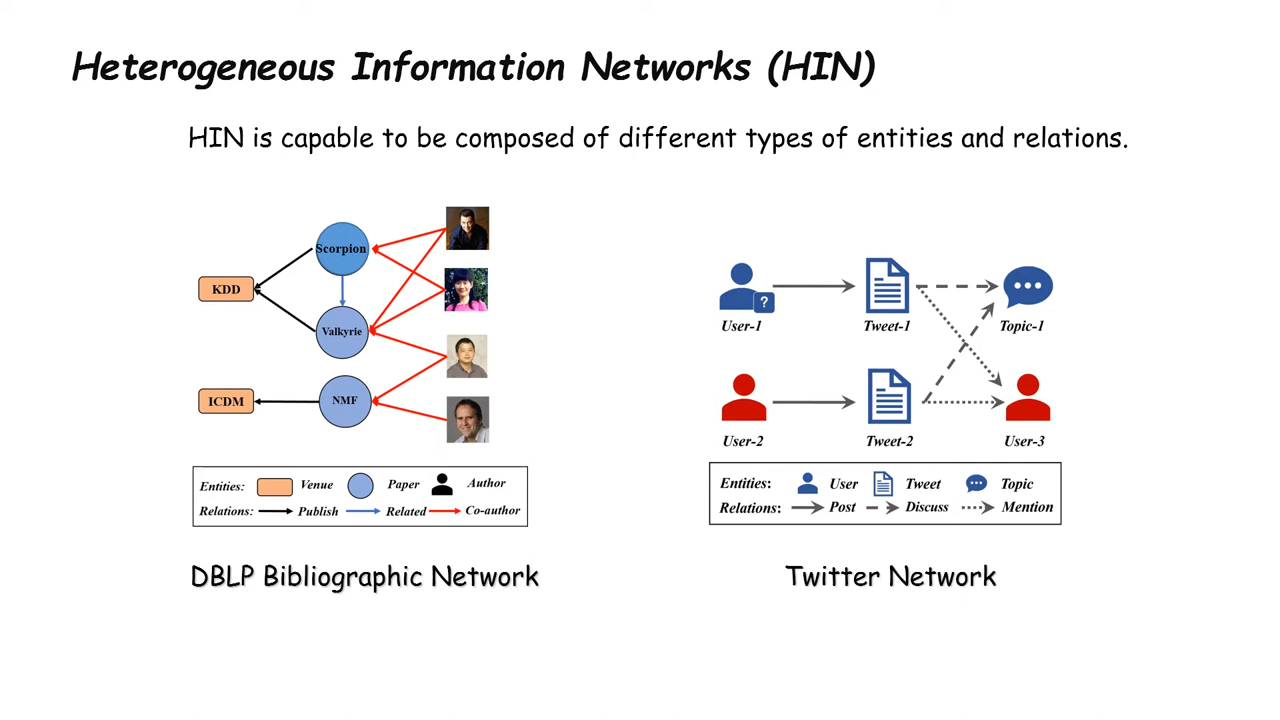 Heterogeneous Information Networks (HIN)
HIN is capable to be composed of different types of entities and relations.
Scorpion
KDD
Valkyrie
ICDM
NMF
Entities: Venue Paper Author
Relations: Publish Related Co-author
DBLP Bibliographic Network
?
User-1 Tweet-1 Topic-1
User-2 Tweet-2 User-3
Entities: User Tweet Topic
Relations: Post Discuss Mention
Twitter Network